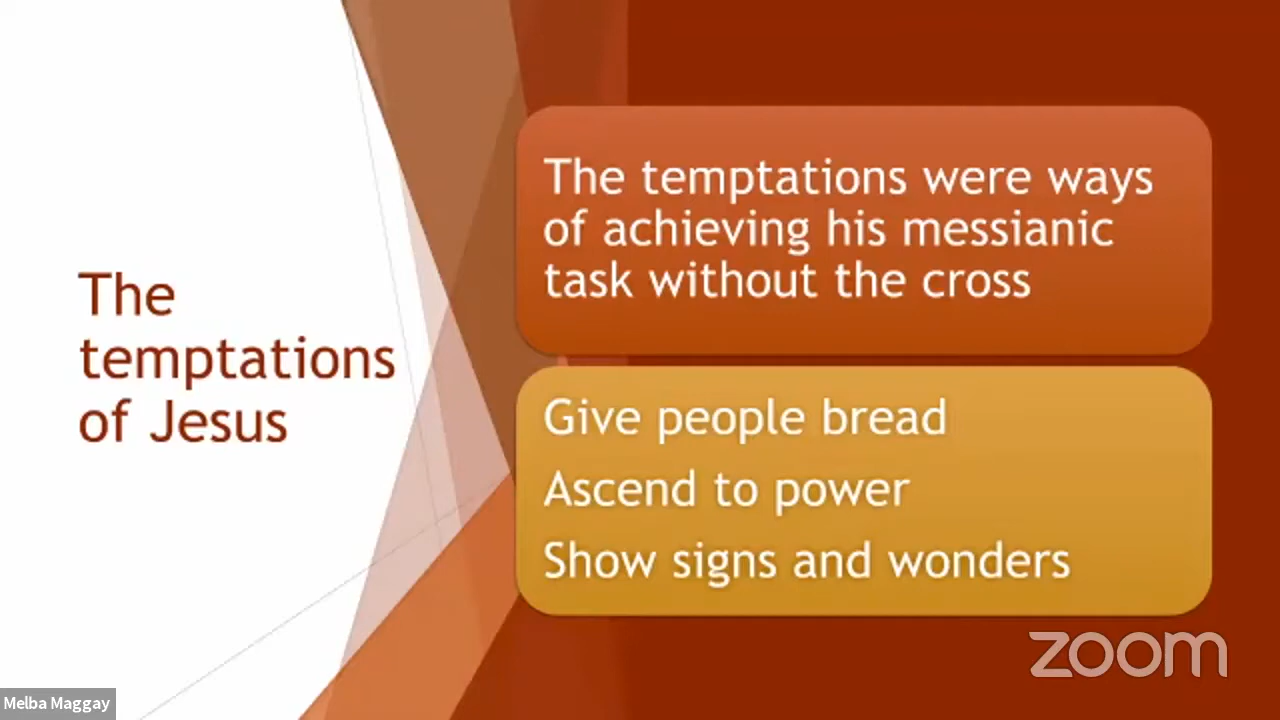 The
temptations
of Jesus
The temptations were ways
of achieving his messianic
task without the cross
Give people bread
Ascend to power
Show signs and wonders
zoom
Melba Maggay